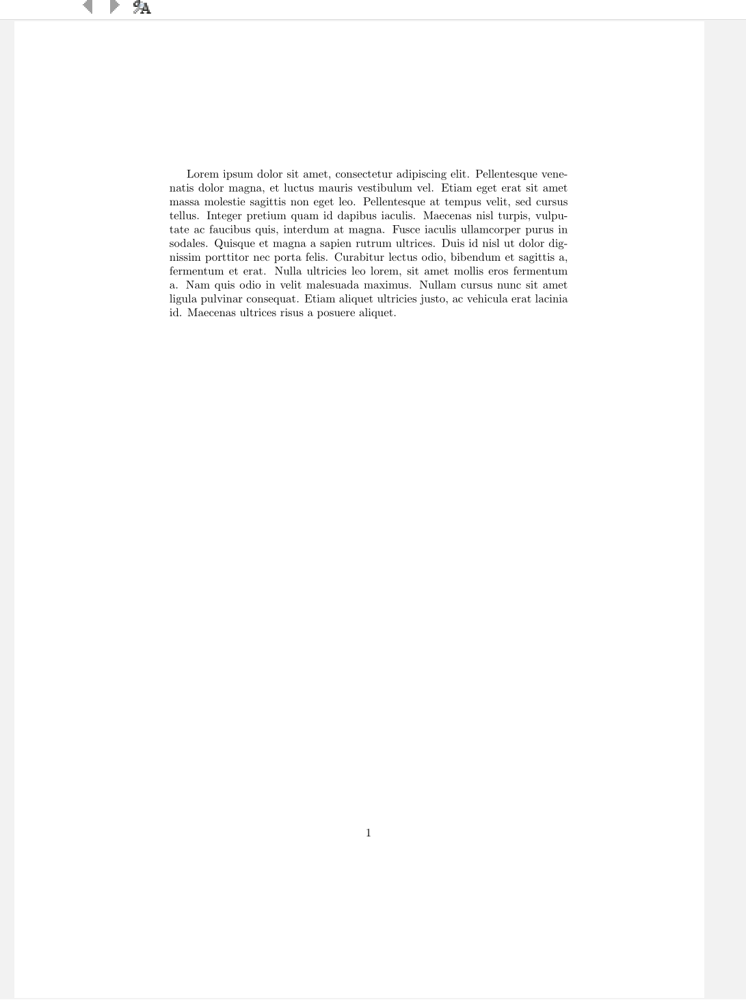 Lorem ipsum dolor sit amet, consectetur adipiscing elit. Pellentesque vene-
natis dolor magna, et luctus mauris vestibulum vel. Etiam eget erat sit amet
massa molestie sagittis non eget leo. Pellentesque at tempus velit, sed cursus
tellus. Integer pretium quam id dapibus iaculis. Maecenas nisl turpis, vulpu-
tate ac faucibus quis, interdum at magna. Fusce iaculis ullamcorper purus in
sodales. Quisque et magna a sapien rutrum ultrices. Duis id nisl ut dolor dig-
nissim porttitor nec porta felis. Curabitur lectus odio, bibendum et sagittis a,
fermentum et erat. Nulla ultricies leo lorem, sit amet mollis eros fermentum
a. Nam quis odio in velit malesuada maximus. Nullam cursus nunc sit amet
ligula pulvinar consequat. Etiam aliquet ultricies justo, ac vehicula erat lacinia
id. Maecenas ultrices risus a posuere aliquet.
1